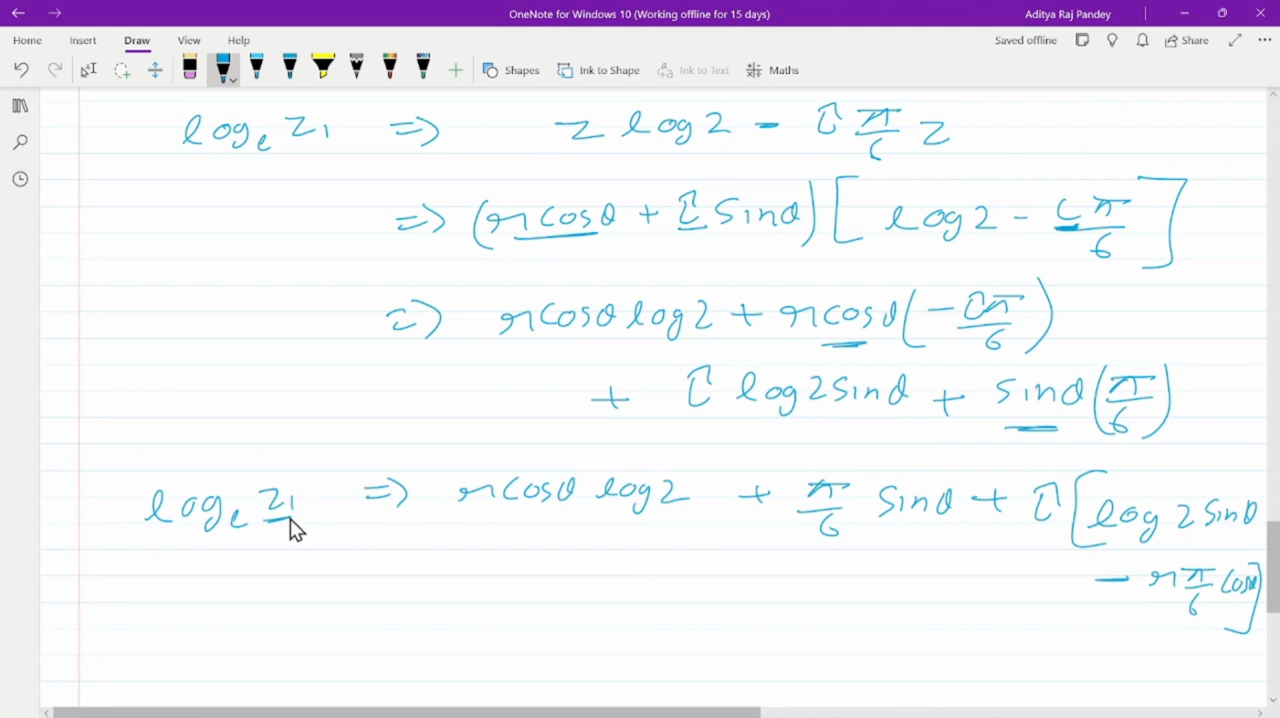 OneNote for Windows 10 (Working offline for 15 days)
Aditya Raj Pandey
Home Insert Draw View Help
Saved offline
Share
Shapes Ink to Shape Ink to Text Maths
log_e z_1 => z log 2 - i π/6 z
=> (r cosθ + i sinθ) [log 2 - iπ/6]
=> r cosθ log 2 + r cosθ (-iπ/6)
+ i log 2 sinθ + sinθ (π/6)
log_e z_1 => r cosθ log 2 + π/6 sinθ + i [log 2 sinθ
- r π/6 cosθ]